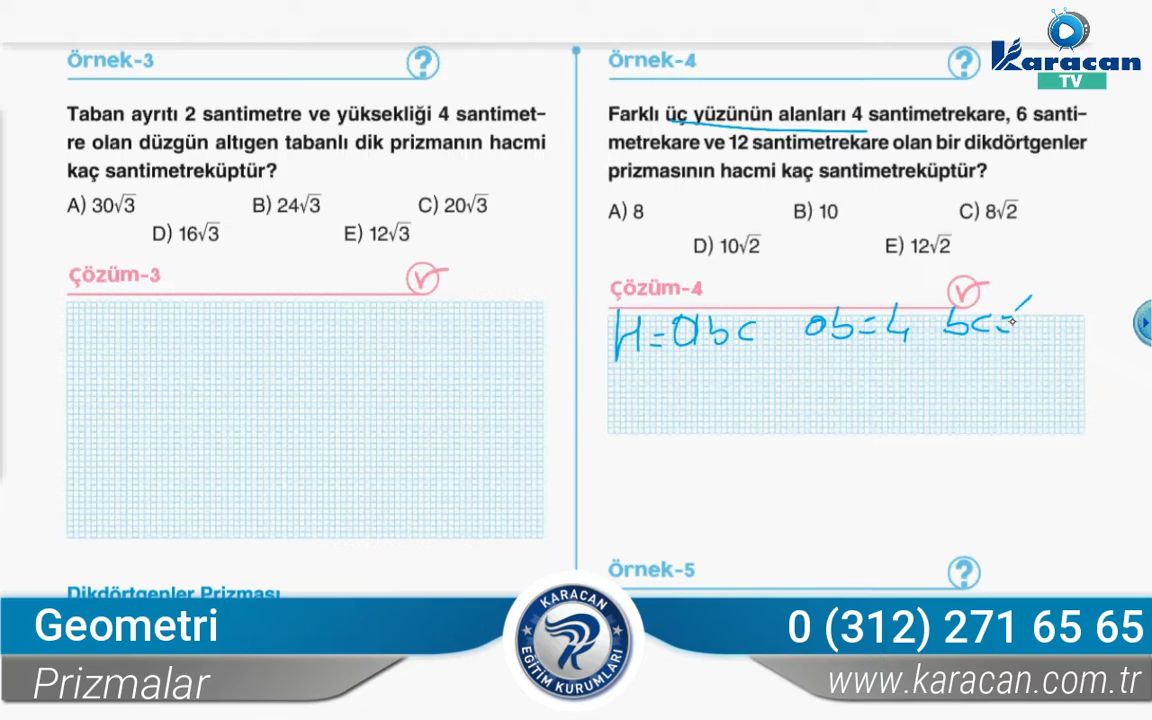 Karacan
TV
Örnek-3
Taban ayrıtı 2 santimetre ve yüksekliği 4 santimet-
re olan düzgün altıgen tabanlı dik prizmanın hacmi
kaç santimetreküptür?
A) 30√3 B) 24√3 C) 20√3
D) 16√3 E) 12√3
Çözüm-3
Dikdörtgenler Prizması
Örnek-4
Farklı üç yüzünün alanları 4 santimetrekare, 6 santi-
metrekare ve 12 santimetrekare olan bir dikdörtgenler
prizmasının hacmi kaç santimetreküptür?
A) 8 B) 10 C) 8√2
D) 10√2 E) 12√2
Çözüm-4
H=abc ab=4 bc=
Örnek-5
Geometri
Prizmalar
KARACAN
EĞİTİM KURUMLARI
0 (312) 271 65 65
www.karacan.com.tr